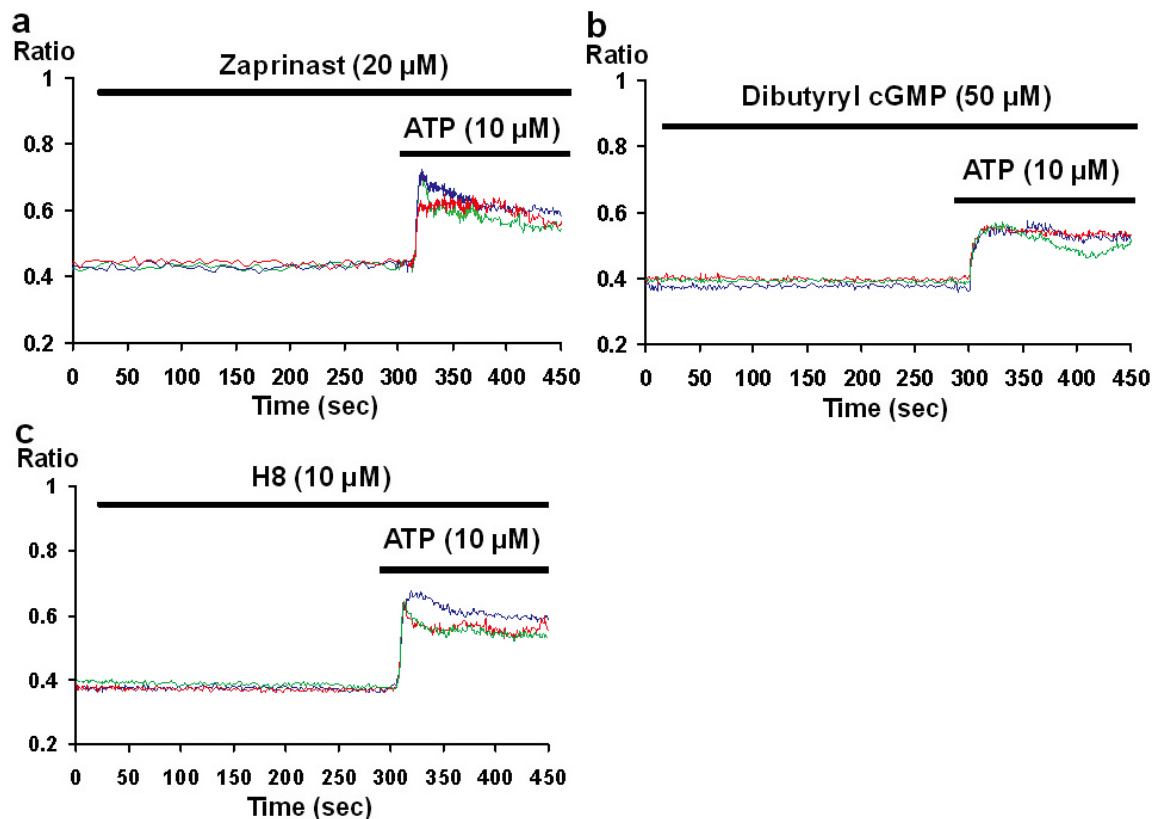 a
Ratio
Zaprinast (20 µM)
ATP (10 µM)
1
0.8
0.6
0.4
0.2
0 50 100 150 200 250 300 350 400 450
Time (sec)
b
Ratio
Dibutyryl cGMP (50 µM)
ATP (10 µM)
1
0.8
0.6
0.4
0.2
0 50 100 150 200 250 300 350 400 450
Time (sec)
c
Ratio
H8 (10 µM)
ATP (10 µM)
1
0.8
0.6
0.4
0.2
0 50 100 150 200 250 300 350 400 450
Time (sec)